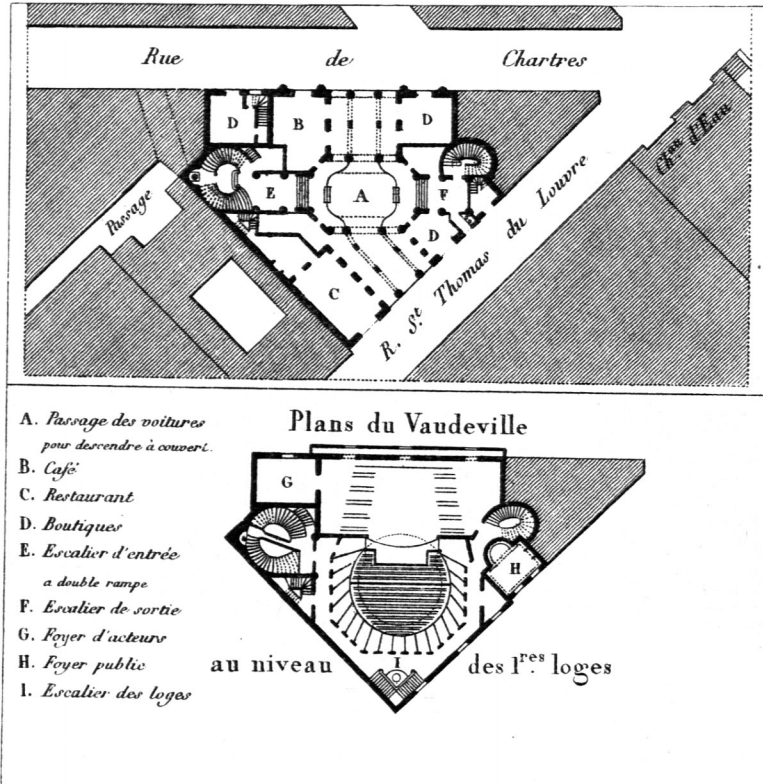 Rue de Chartres
D
B
D
Ch.au d'Eau
E
A
F
Passage
D
C
R. St. Thomas du Louvre
Plans du Vaudeville
A. Passage des voitures
pour descendre à couvert.
B. Café
C. Restaurant
D. Boutiques
E. Escalier d'entrée
a double rampe
F. Escalier de sortie
G. Foyer d'acteurs
H. Foyer public
I. Escalier des loges
G
H
I
au niveau des 1res. loges